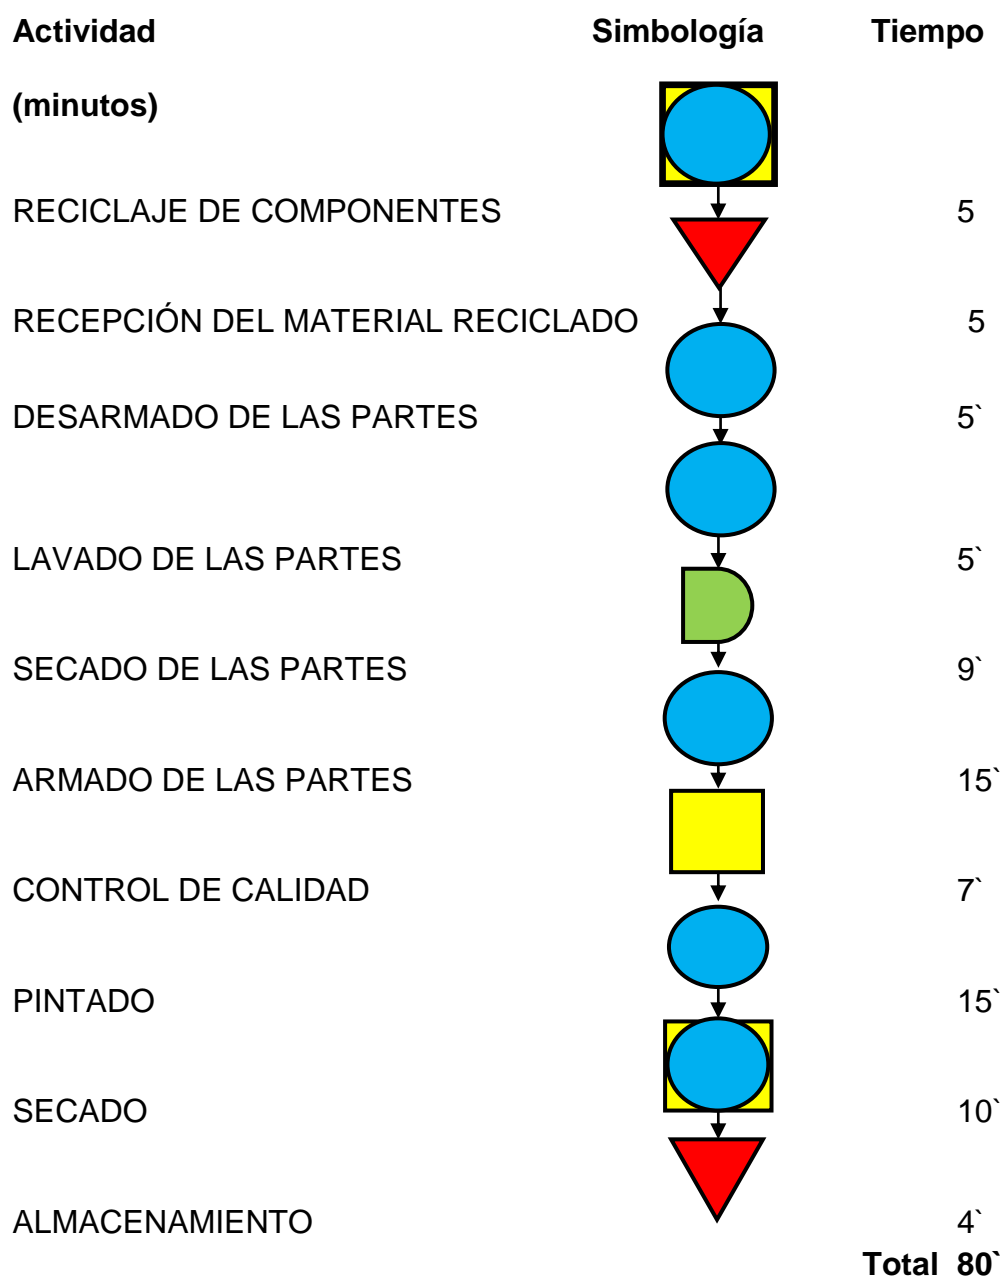 Actividad Simbología Tiempo
(minutos)
RECICLAJE DE COMPONENTES 5
RECEPCIÓN DEL MATERIAL RECICLADO 5
DESARMADO DE LAS PARTES 5`
LAVADO DE LAS PARTES 5`
SECADO DE LAS PARTES 9`
ARMADO DE LAS PARTES 15`
CONTROL DE CALIDAD 7`
PINTADO 15`
SECADO 10`
ALMACENAMIENTO 4`
Total 80`